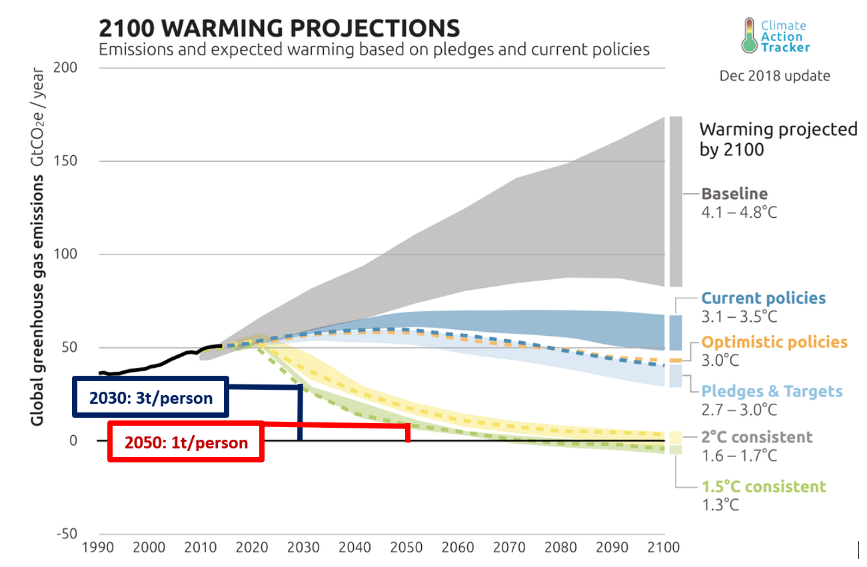 2100 WARMING PROJECTIONS
Emissions and expected warming based on pledges and current policies
Climate
Action
Tracker
Dec 2018 update
Global greenhouse gas emissions GtCO₂e / year
200
150
100
50
0
-50
1990 2000 2010 2020 2030 2040 2050 2060 2070 2080 2090 2100
2030: 3t/person
2050: 1t/person
Warming projected
by 2100
Baseline
4.1 – 4.8°C
Current policies
3.1 – 3.5°C
Optimistic policies
3.0°C
Pledges & Targets
2.7 – 3.0°C
2°C consistent
1.6 – 1.7°C
1.5°C consistent
1.3°C